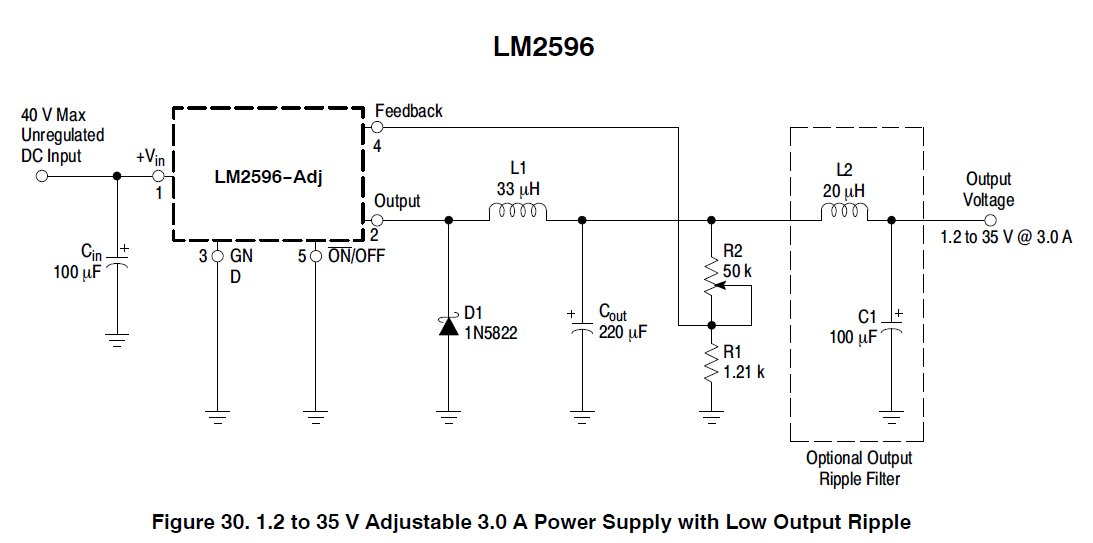 LM2596
40 V Max
Unregulated
DC Input
+Vin
1
LM2596-Adj
Feedback
4
Output
2
3
GN
D
5
ON/OFF
Cin
+
100 µF
L1
33 µH
D1
1N5822
+
Cout
220 µF
R2
50 k
R1
1.21 k
L2
20 µH
C1
+
100 µF
Output
Voltage
1.2 to 35 V @ 3.0 A
Optional Output
Ripple Filter
Figure 30. 1.2 to 35 V Adjustable 3.0 A Power Supply with Low Output Ripple